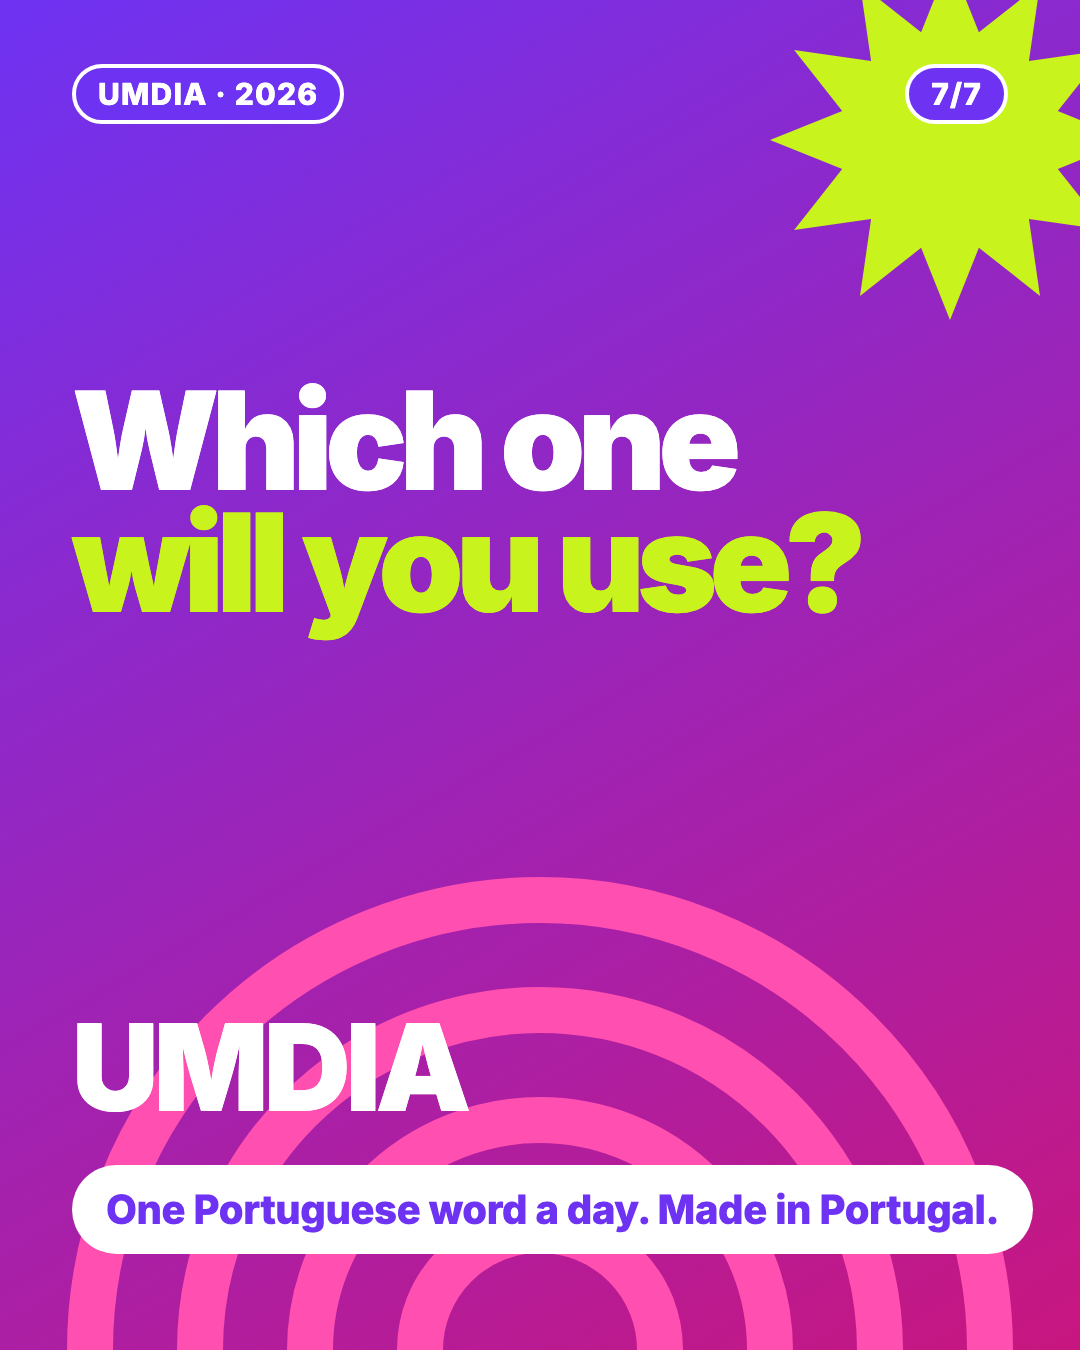 UMDIA · 2026
7/7
Which one
will you use?
UMDIA
One Portuguese word a day. Made in Portugal.